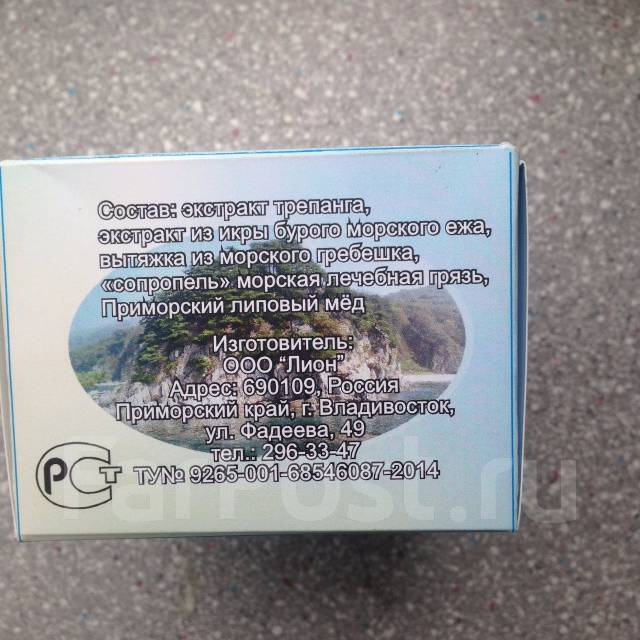 Состав: экстракт трепанга,
экстракт из икры бурого морского ежа,
вытяжка из морского гребешка,
«сопропель» морская лечебная грязь,
Приморский липовый мёд
Изготовитель:
ООО "Лион"
Адрес: 690109, Россия
Приморский край, г. Владивосток,
ул. Фадеева, 49
тел.: 296-33-47
РСТ ТУ№ 9265-001-68546087-2014
FarPost.ru